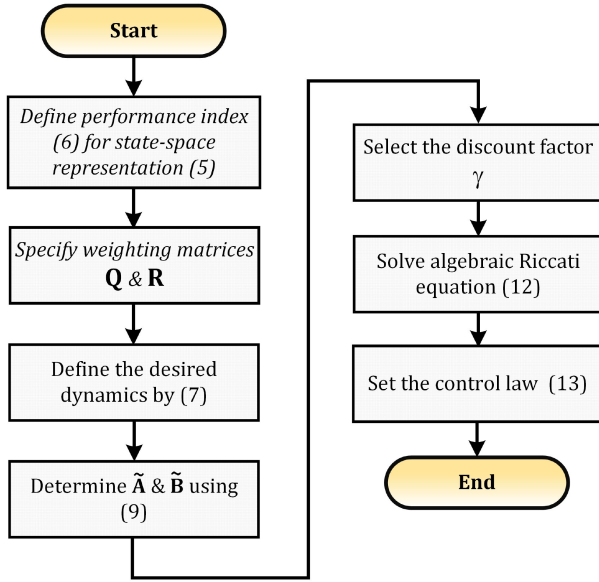 Start
Define performance index
(6) for state-space
representation (5)
Specify weighting matrices
Q & R
Define the desired
dynamics by (7)
Determine Ã & B̃ using
(9)
Select the discount factor
γ
Solve algebraic Riccati
equation (12)
Set the control law (13)
End